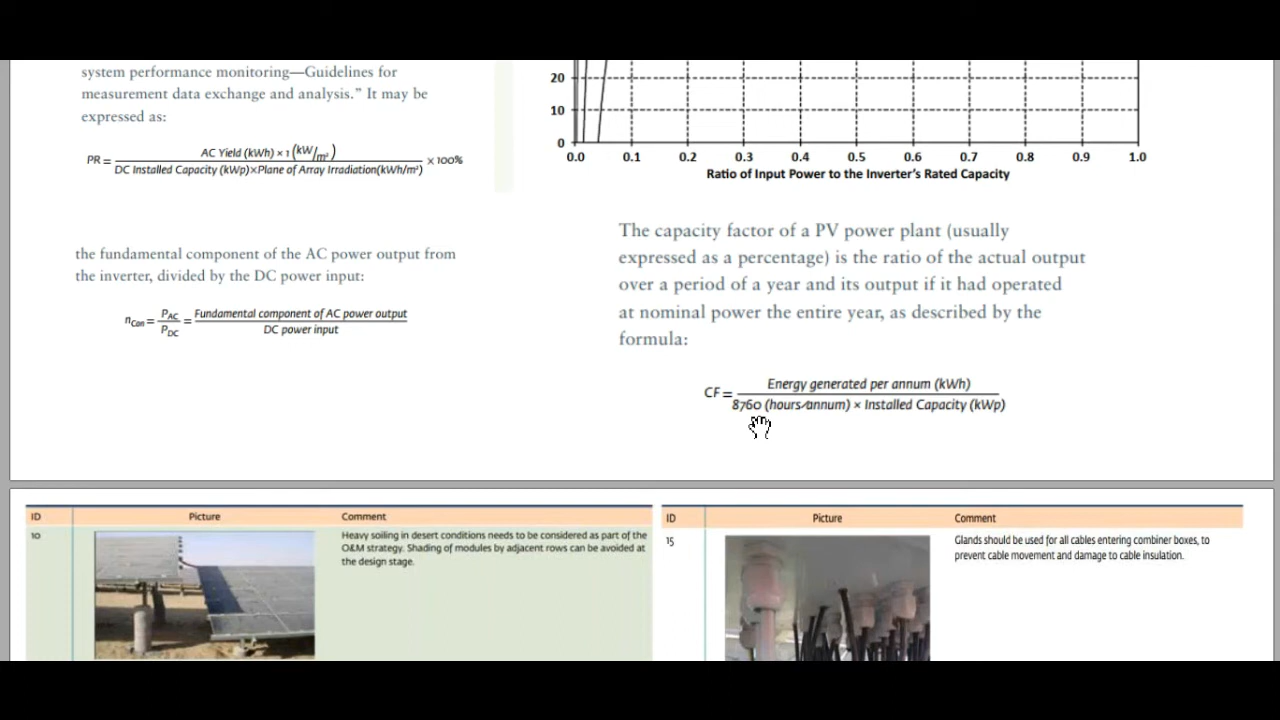 system performance monitoring—Guidelines for
measurement data exchange and analysis.” It may be
expressed as:
PR = AC Yield (kWh) × 1 (kW/m²) / DC Installed Capacity (kWp)×Plane of Array Irradiation(kWh/m²) × 100%
the fundamental component of the AC power output from
the inverter, divided by the DC power input:
nCon = PAC / PDC = Fundamental component of AC power output / DC power input
20
10
0
0.0 0.1 0.2 0.3 0.4 0.5 0.6 0.7 0.8 0.9 1.0
Ratio of Input Power to the Inverter’s Rated Capacity
The capacity factor of a PV power plant (usually
expressed as a percentage) is the ratio of the actual output
over a period of a year and its output if it had operated
at nominal power the entire year, as described by the
formula:
CF = Energy generated per annum (kWh) / 8760 (hours/annum) × Installed Capacity (kWp)
ID Picture Comment
10 Heavy soiling in desert conditions needs to be considered as part of the
O&M strategy. Shading of modules by adjacent rows can be avoided at
the design stage.
ID Picture Comment
15 Glands should be used for all cables entering combiner boxes, to
prevent cable movement and damage to cable insulation.